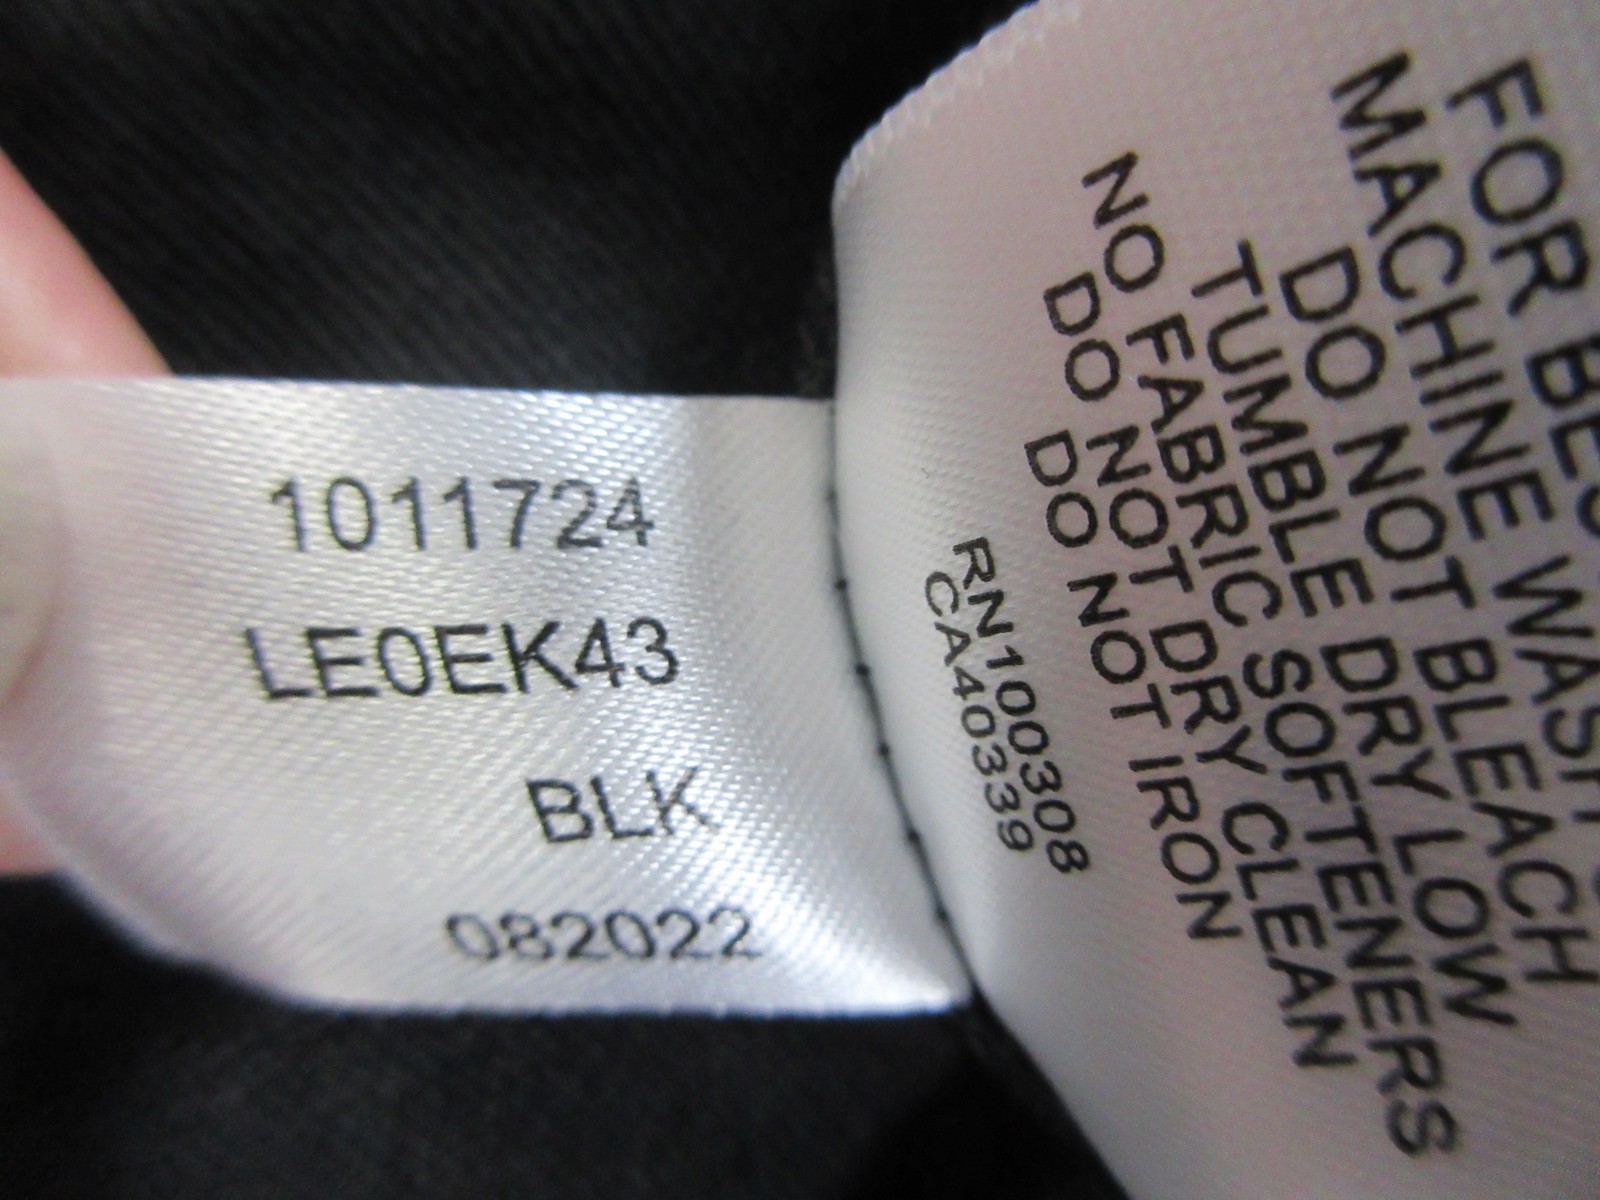 1011724
LE0EK43
BLK
082022
FOR
MACHINE
DO NOT BLEACH
TUMBLE DRY LOW
NO FABRIC SOFTENERS
DO NOT DRY CLEAN
DO NOT IRON
RN100308
CA40339